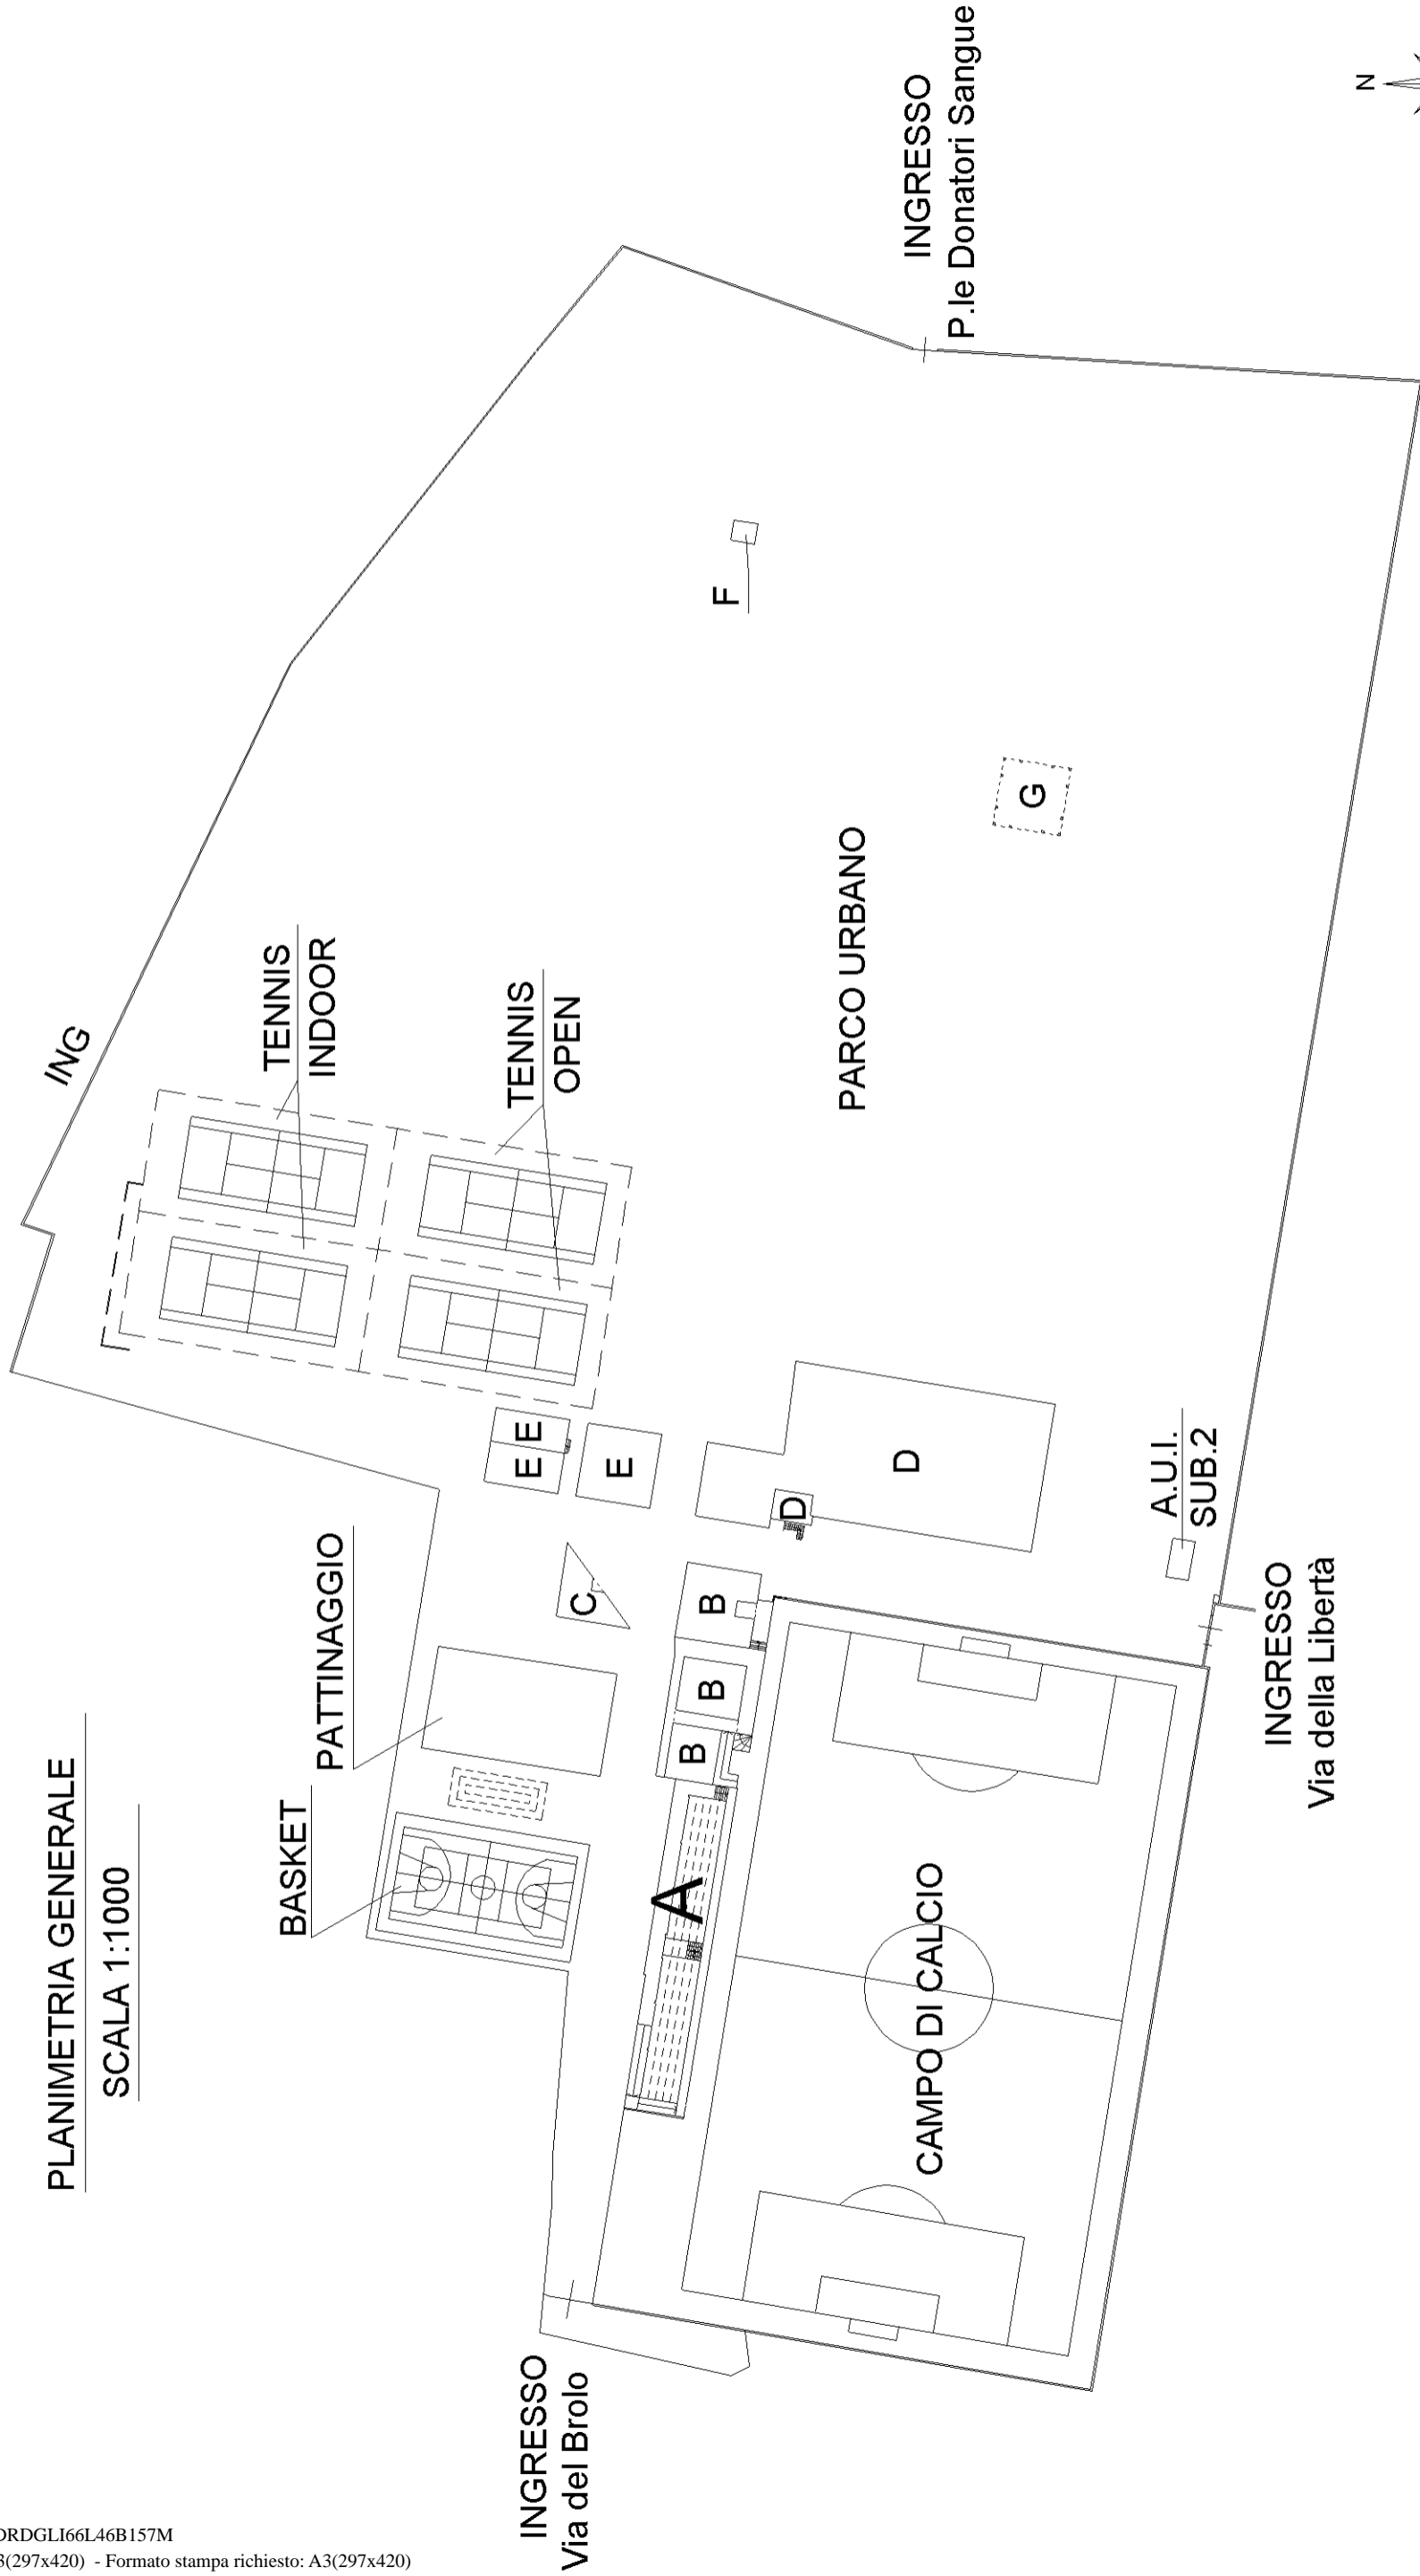 PLANIMETRIA GENERALE
SCALA 1:1000
BASKET
PATTINAGGIO
ING
TENNIS
INDOOR
TENNIS
OPEN
INGRESSO
P.le Donatori Sangue
N
F
G
PARCO URBANO
E
E
E
D
D
C
B
B
B
A
CAMPO DI CALCIO
A.U.I.
SUB.2
INGRESSO
Via della Libertà
INGRESSO
Via del Brolo
DRDGLI66L46B157M
3(297x420) - Formato stampa richiesto: A3(297x420)